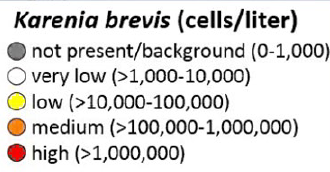 Karenia brevis (cells/liter)
not present/background (0-1,000)
very low (>1,000-10,000)
low (>10,000-100,000)
medium (>100,000-1,000,000)
high (>1,000,000)